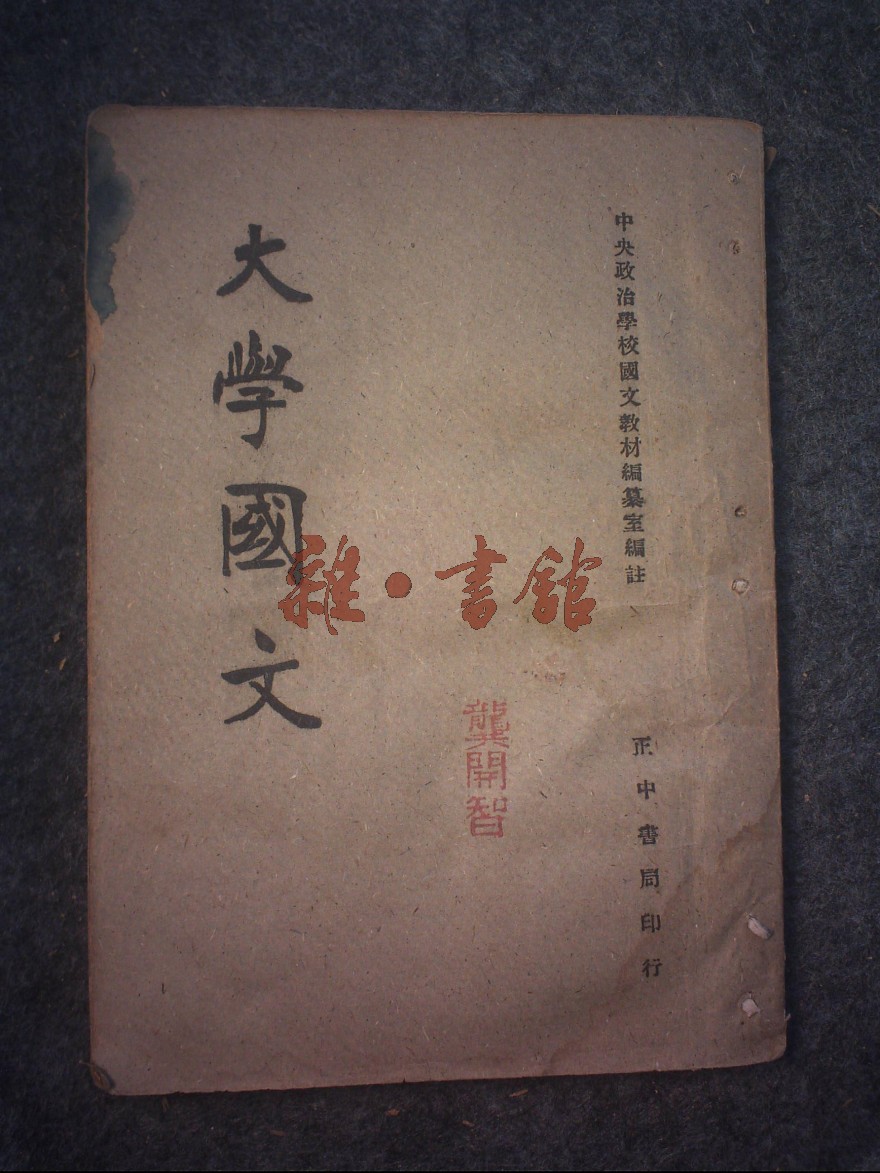 中央政治學校國文教材編纂室編註
正中書局印行
大學國文
龔開智
雜·書舘